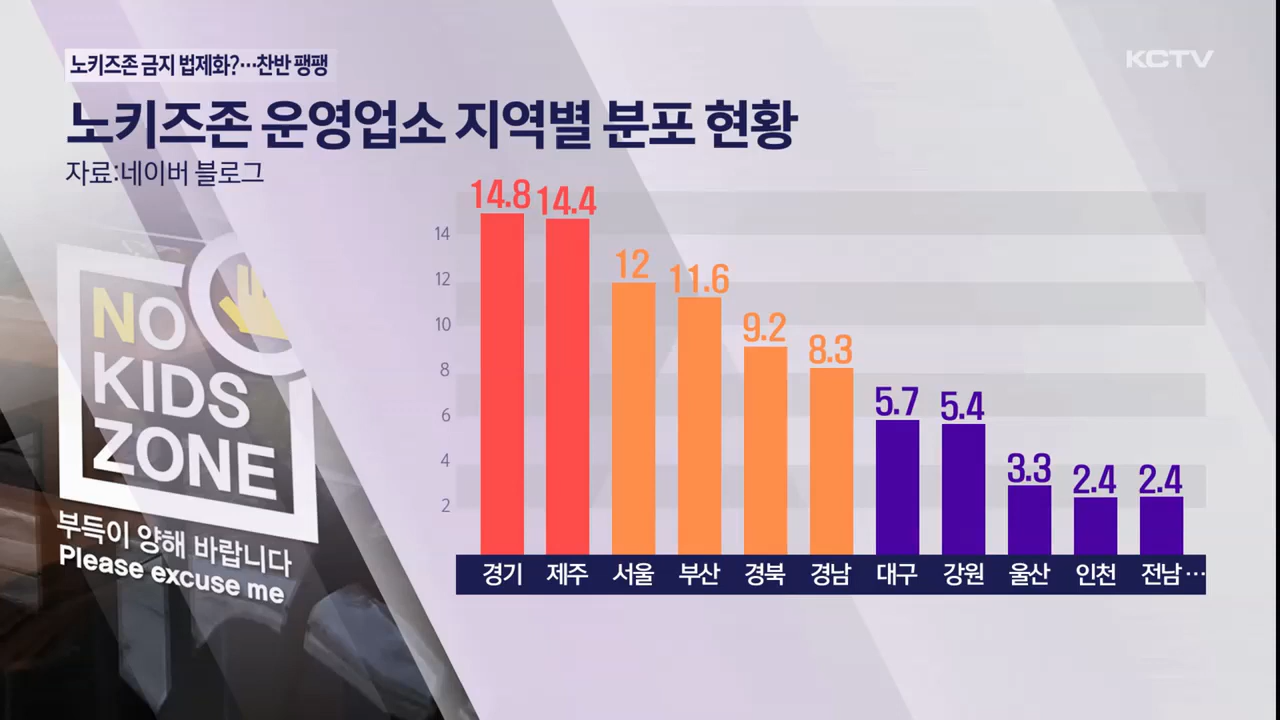 노키즈존 금지 법제화?…찬반 팽팽
KCTV
노키즈존 운영업소 지역별 분포 현황
자료:네이버 블로그
14.8 14.4 12 11.6 9.2 8.3 5.7 5.4 3.3 2.4 2.4
14
12
10
8
6
4
2
경기 제주 서울 부산 경북 경남 대구 강원 울산 인천 전남 …
NO
KIDS
ZONE
부득이 양해 바랍니다
Please excuse me